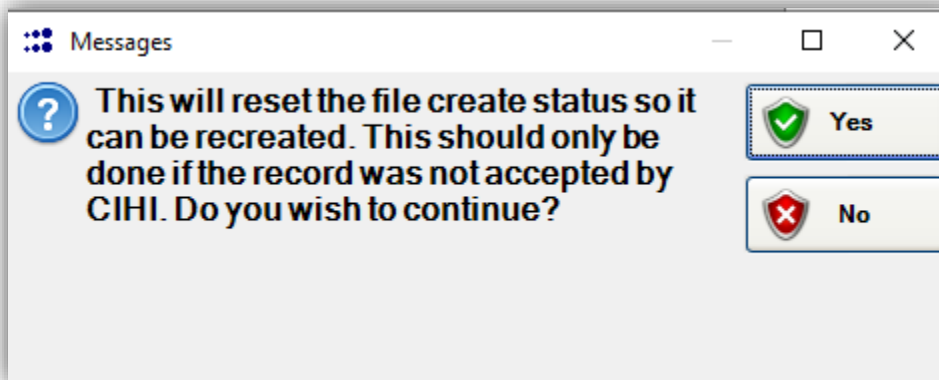 Messages
This will reset the file create status so it
can be recreated. This should only be
done if the record was not accepted by
CIHI. Do you wish to continue?
Yes
No